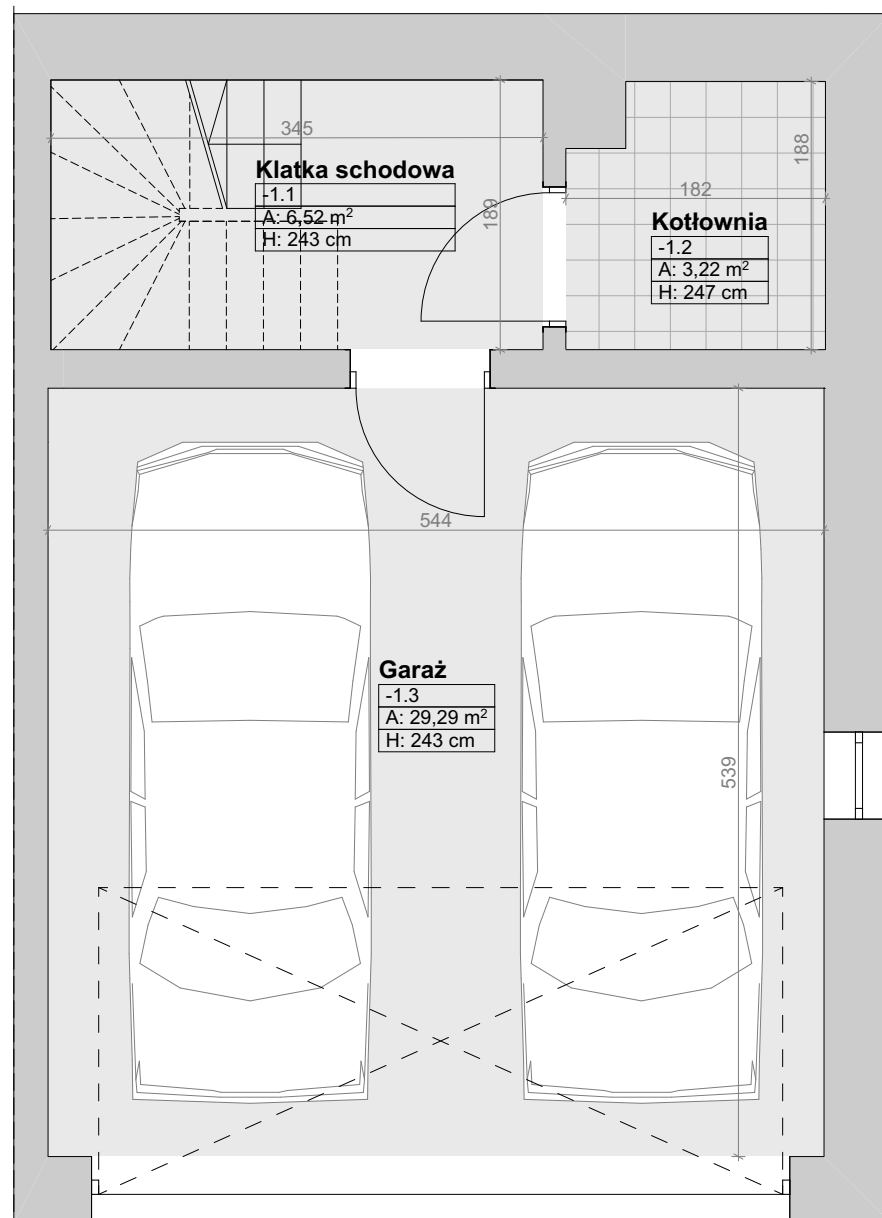 345
Klatka schodowa
-1.1
A: 6,52 m²
H: 243 cm
189
188
182
Kotłownia
-1.2
A: 3,22 m²
H: 247 cm
544
Garaż
-1.3
A: 29,29 m²
H: 243 cm
539